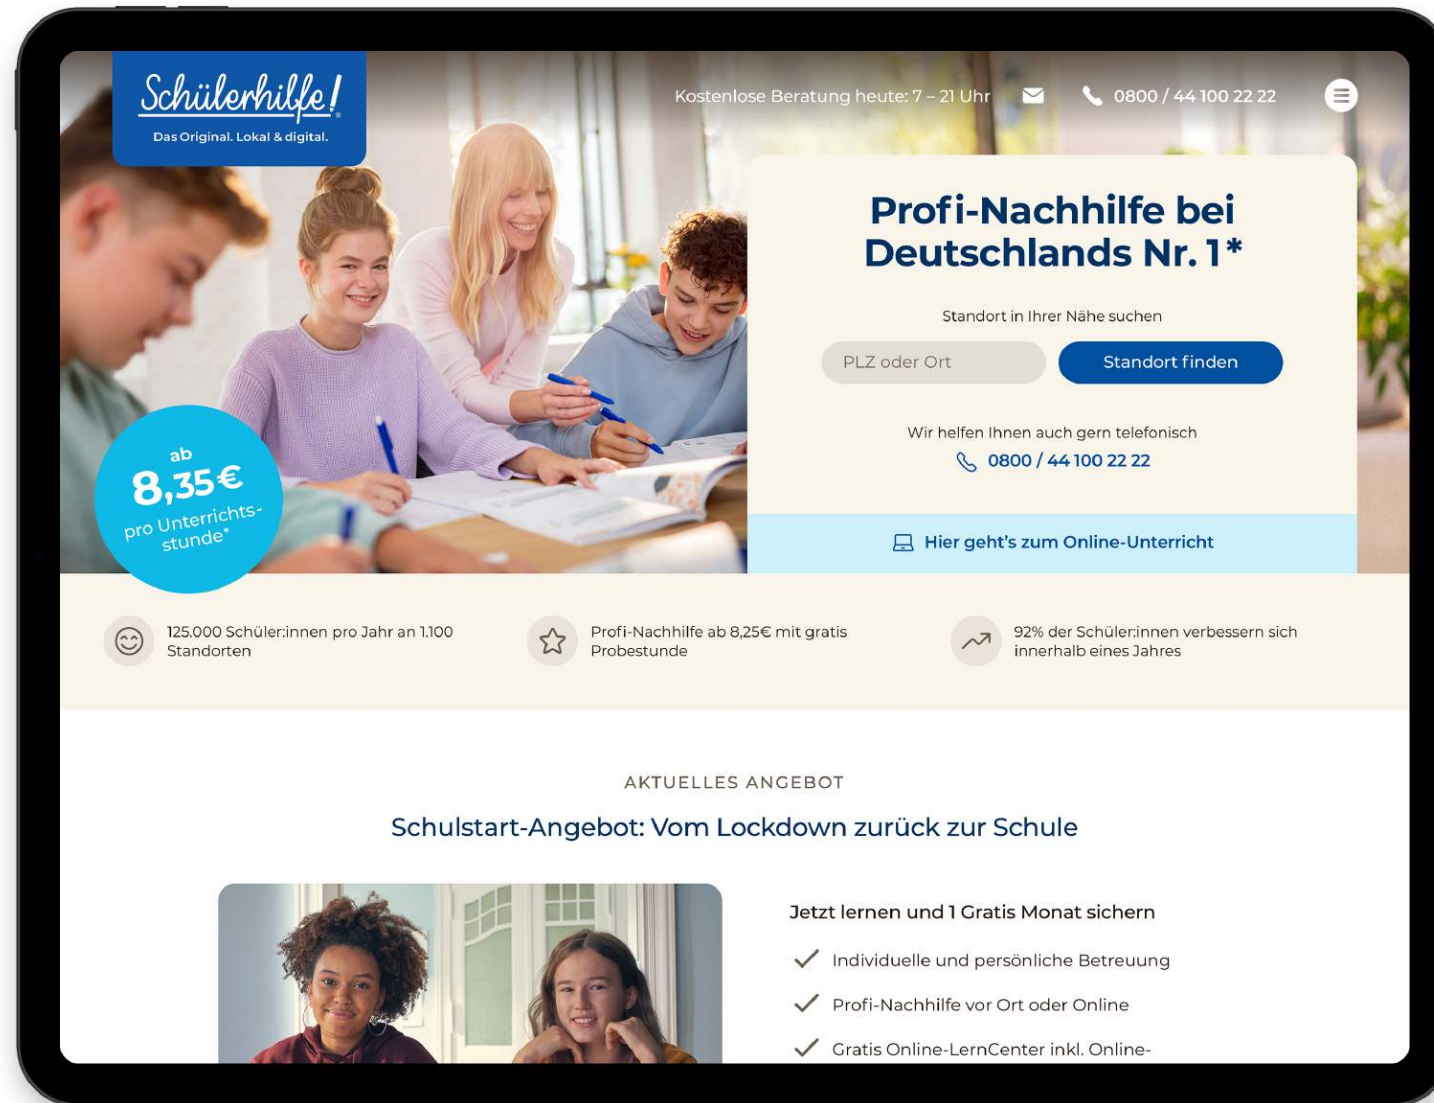 Schülerhilfe!
Das Original. Lokal & digital.
Kostenlose Beratung heute: 7 – 21 Uhr
0800 / 44 100 22 22
Profi-Nachhilfe bei
Deutschlands Nr. 1*
Standort in Ihrer Nähe suchen
PLZ oder Ort
Standort finden
Wir helfen Ihnen auch gern telefonisch
0800 / 44 100 22 22
Hier geht's zum Online-Unterricht
ab
8,35€
pro Unterrichts-
stunde*
125.000 Schüler:innen pro Jahr an 1.100
Standorten
Profi-Nachhilfe ab 8,25€ mit gratis
Probestunde
92% der Schüler:innen verbessern sich
innerhalb eines Jahres
AKTUELLES ANGEBOT
Schulstart-Angebot: Vom Lockdown zurück zur Schule
Jetzt lernen und 1 Gratis Monat sichern
Individuelle und persönliche Betreuung
Profi-Nachhilfe vor Ort oder Online
Gratis Online-LernCenter inkl. Online-